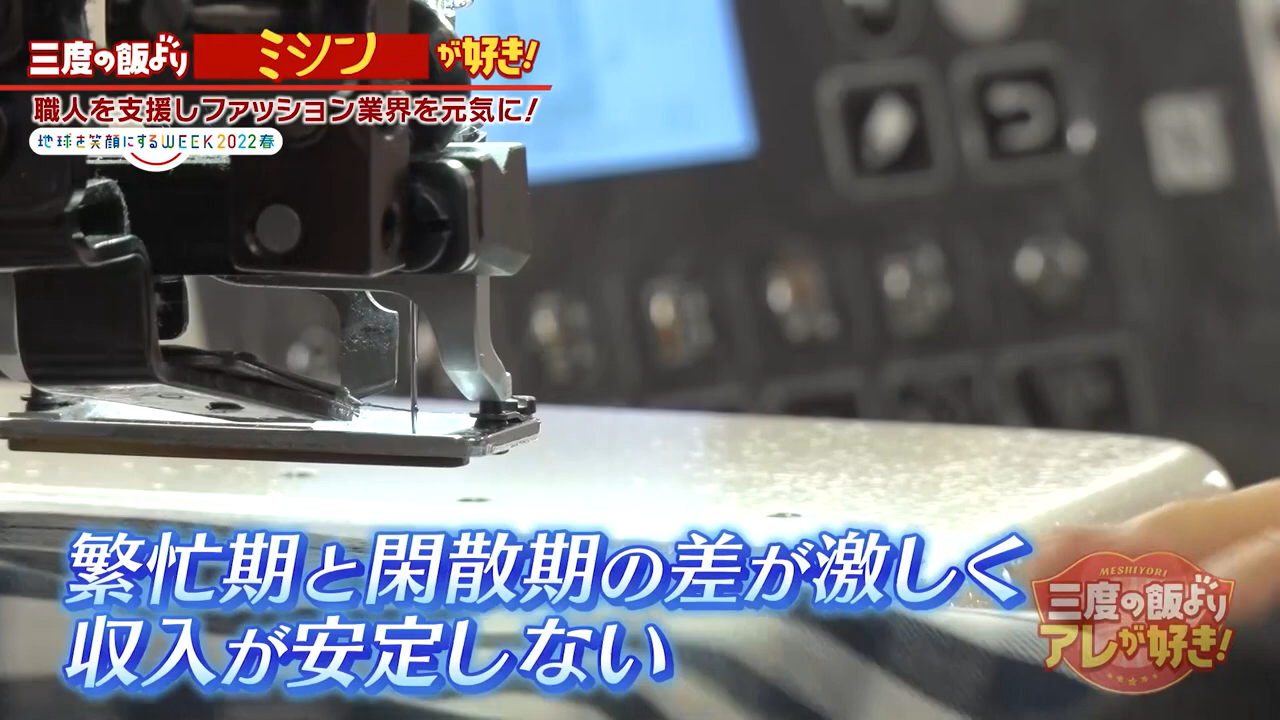 三度の飯より ミシン が好き!
職人を支援しファッション業界を元気に!
地球を笑顔にするWEEK2022春
繁忙期と閑散期の差が激しく
収入が安定しない
MESHIYORI
三度の飯より
アレが好き!